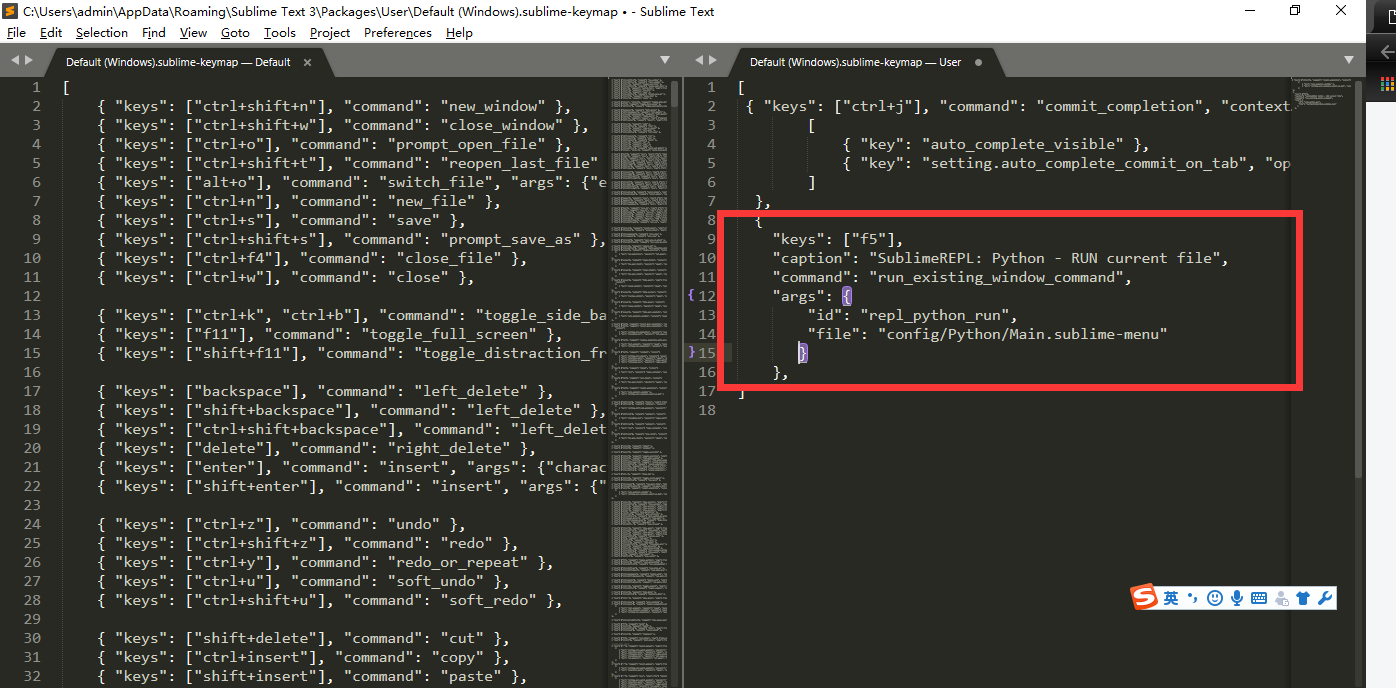 C:\Users\admin\AppData\Roaming\Sublime Text 3\Packages\User\Default (Windows).sublime-keymap • - Sublime Text
File Edit Selection Find View Goto Tools Project Preferences Help
Default (Windows).sublime-keymap — Default
1 [
2 { "keys": ["ctrl+shift+n"], "command": "new_window" },
3 { "keys": ["ctrl+shift+w"], "command": "close_window" },
4 { "keys": ["ctrl+o"], "command": "prompt_open_file" },
5 { "keys": ["ctrl+shift+t"], "command": "reopen_last_file"
6 { "keys": ["alt+o"], "command": "switch_file", "args": {"e
7 { "keys": ["ctrl+n"], "command": "new_file" },
8 { "keys": ["ctrl+s"], "command": "save" },
9 { "keys": ["ctrl+shift+s"], "command": "prompt_save_as" },
10 { "keys": ["ctrl+f4"], "command": "close_file" },
11 { "keys": ["ctrl+w"], "command": "close" },
12
13 { "keys": ["ctrl+k", "ctrl+b"], "command": "toggle_side_ba
14 { "keys": ["f11"], "command": "toggle_full_screen" },
15 { "keys": ["shift+f11"], "command": "toggle_distraction_fr
16
17 { "keys": ["backspace"], "command": "left_delete" },
18 { "keys": ["shift+backspace"], "command": "left_delete" },
19 { "keys": ["ctrl+shift+backspace"], "command": "left_delet
20 { "keys": ["delete"], "command": "right_delete" },
21 { "keys": ["enter"], "command": "insert", "args": {"charac
22 { "keys": ["shift+enter"], "command": "insert", "args": {"
23
24 { "keys": ["ctrl+z"], "command": "undo" },
25 { "keys": ["ctrl+shift+z"], "command": "redo" },
26 { "keys": ["ctrl+y"], "command": "redo_or_repeat" },
27 { "keys": ["ctrl+u"], "command": "soft_undo" },
28 { "keys": ["ctrl+shift+u"], "command": "soft_redo" },
29
30 { "keys": ["shift+delete"], "command": "cut" },
31 { "keys": ["ctrl+insert"], "command": "copy" },
32 { "keys": ["shift+insert"], "command": "paste" },
Default (Windows).sublime-keymap — User
1 [
2 { "keys": ["ctrl+j"], "command": "commit_completion", "context
3 [
4 { "key": "auto_complete_visible" },
5 { "key": "setting.auto_complete_commit_on_tab", "op
6 ]
7 },
8 {
9 "keys": ["f5"],
10 "caption": "SublimeREPL: Python - RUN current file",
11 "command": "run_existing_window_command",
{ 12 "args": {
13 "id": "repl_python_run",
14 "file": "config/Python/Main.sublime-menu"
} 15 }
16 },
17 ]
18
英